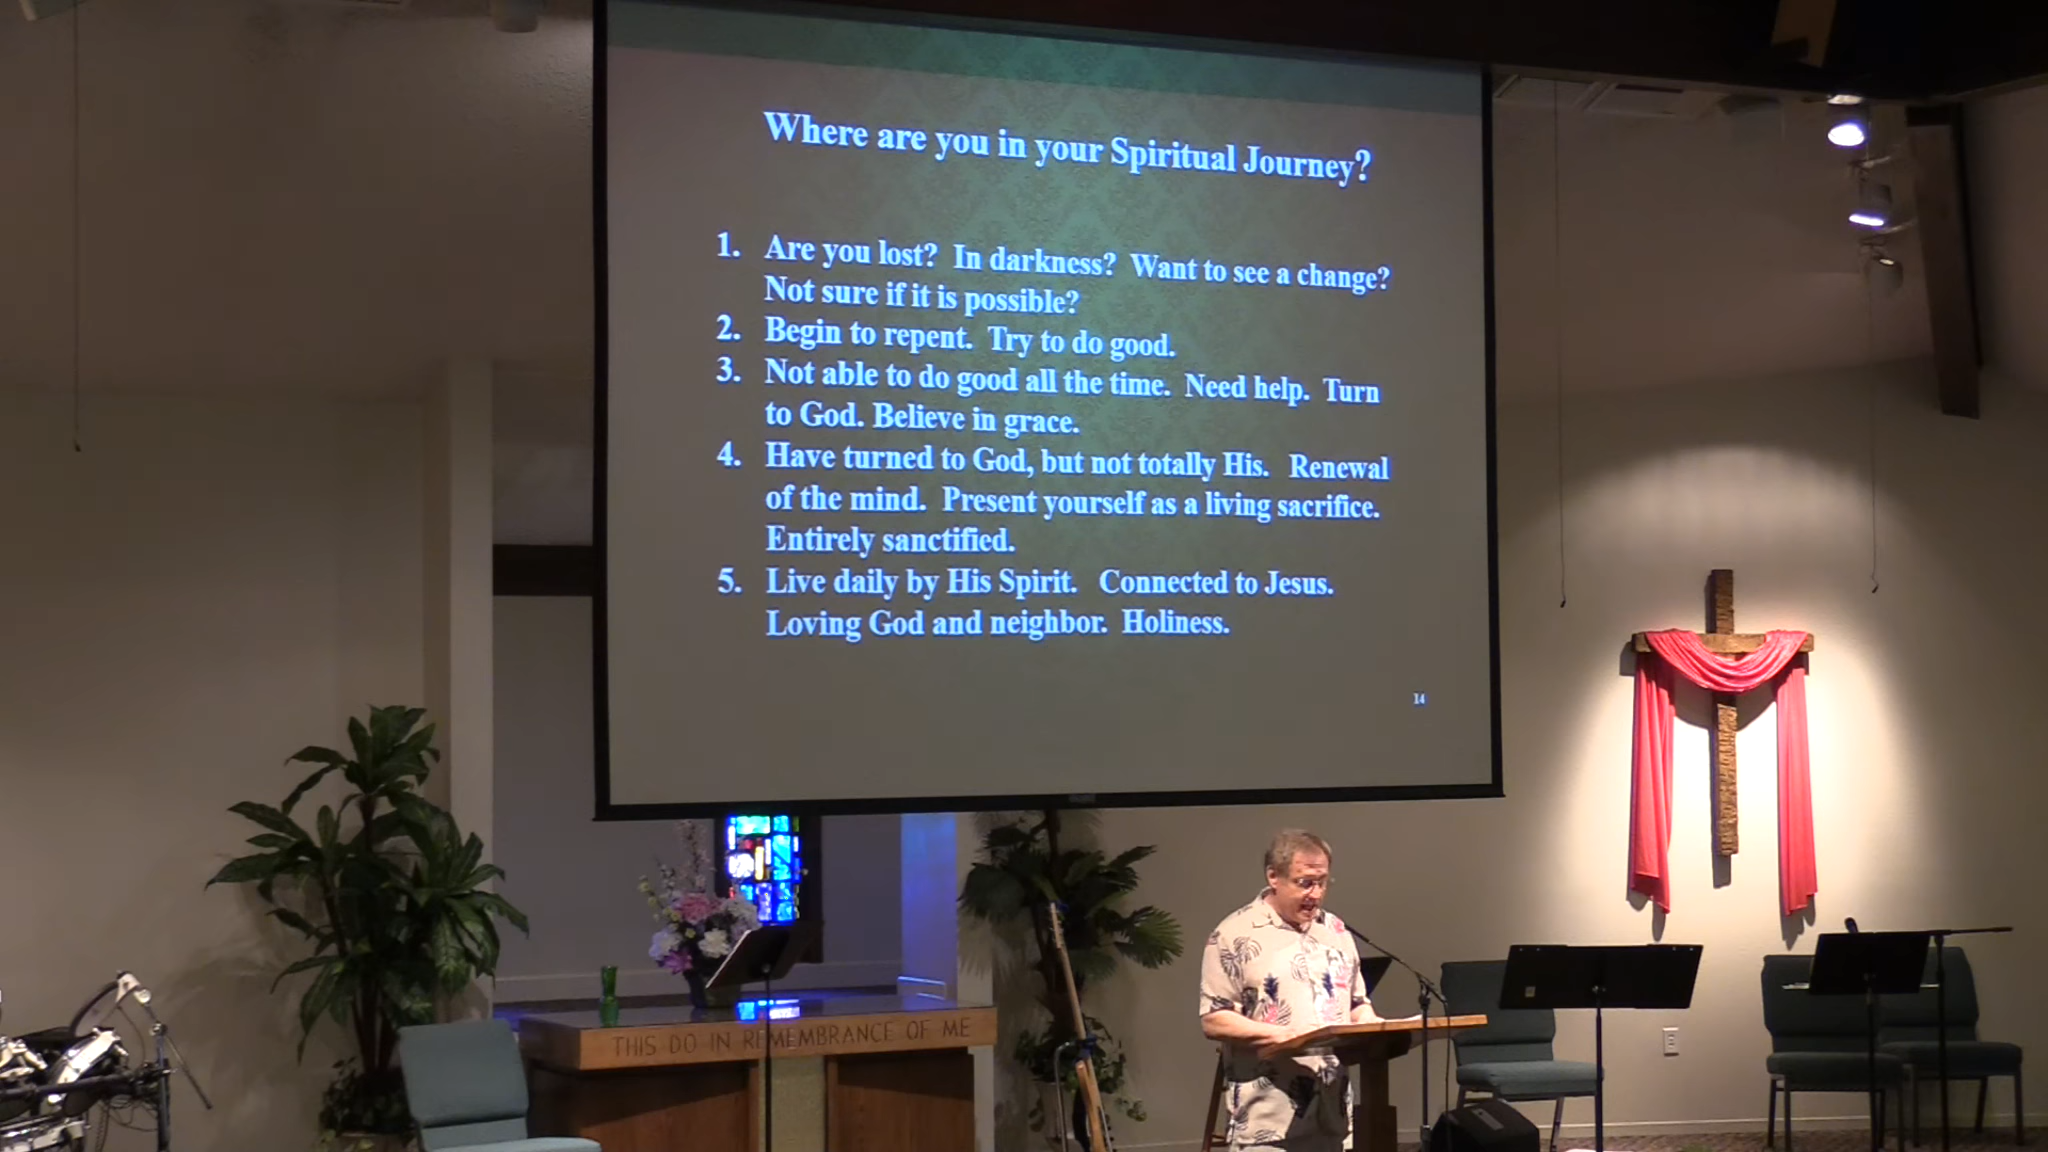 Where are you in your Spiritual Journey?
1. Are you lost? In darkness? Want to see a change?
Not sure if it is possible?
2. Begin to repent. Try to do good.
3. Not able to do good all the time. Need help. Turn
to God. Believe in grace.
4. Have turned to God, but not totally His. Renewal
of the mind. Present yourself as a living sacrifice.
Entirely sanctified.
5. Live daily by His Spirit. Connected to Jesus.
Loving God and neighbor. Holiness.
14
THIS DO IN REMEMBRANCE OF ME